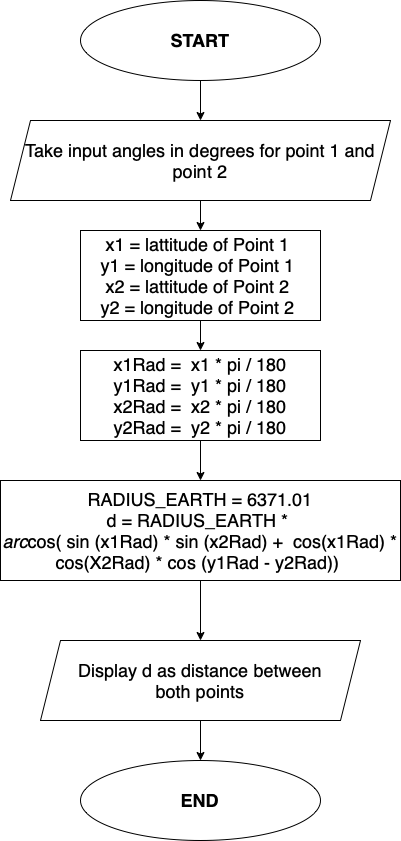 START
Take input angles in degrees for point 1 and
point 2
x1 = lattitude of Point 1
y1 = longitude of Point 1
x2 = lattitude of Point 2
y2 = longitude of Point 2
x1Rad = x1 * pi / 180
y1Rad = y1 * pi / 180
x2Rad = x2 * pi / 180
y2Rad = y2 * pi / 180
RADIUS_EARTH = 6371.01
d = RADIUS_EARTH *
arccos( sin (x1Rad) * sin (x2Rad) + cos(x1Rad) *
cos(X2Rad) * cos (y1Rad - y2Rad))
Display d as distance between
both points
END